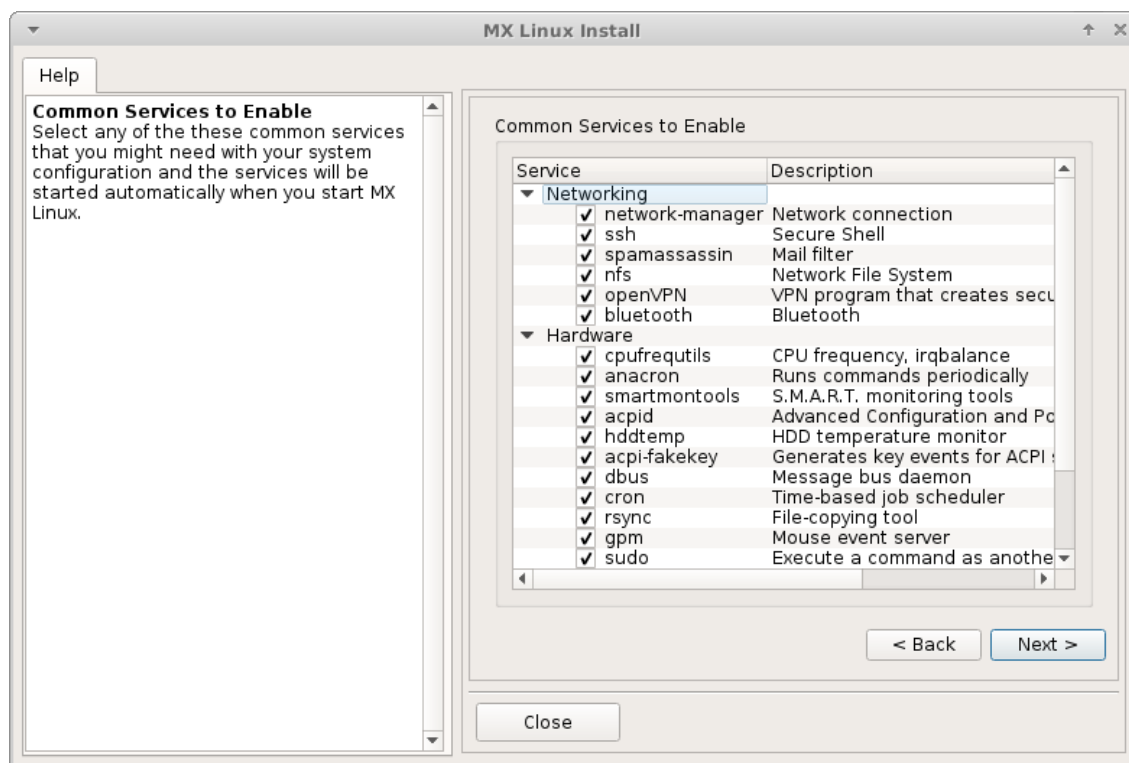 MX Linux Install
Help
Common Services to Enable
Select any of the these common services
that you might need with your system
configuration and the services will be
started automatically when you start MX
Linux.
Common Services to Enable
Service Description
Networking
network-manager Network connection
ssh Secure Shell
spamassassin Mail filter
nfs Network File System
openVPN VPN program that creates secu
bluetooth Bluetooth
Hardware
cpufrequtils CPU frequency, irqbalance
anacron Runs commands periodically
smartmontools S.M.A.R.T. monitoring tools
acpid Advanced Configuration and Po
hddtemp HDD temperature monitor
acpi-fakekey Generates key events for ACPI
dbus Message bus daemon
cron Time-based job scheduler
rsync File-copying tool
gpm Mouse event server
sudo Execute a command as anothe
< Back Next >
Close